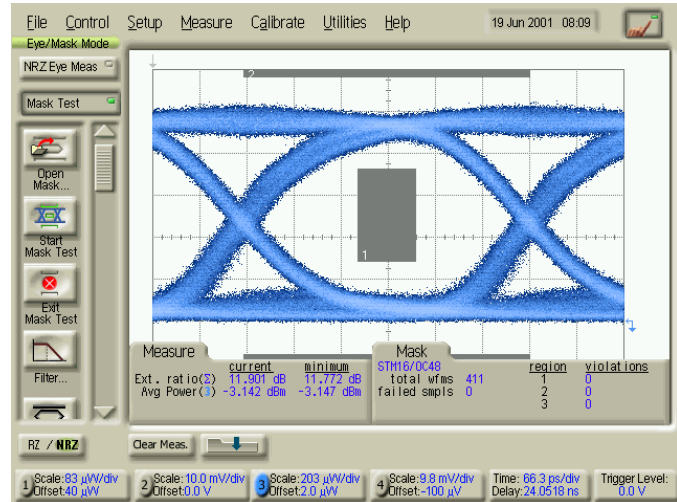 File Control Setup Measure Calibrate Utilities Help 19 Jun 2001 08:09
Eye/Mask Mode
NRZ Eye Meas
Mask Test
Open
Mask...
Start
Mask Test
Exit
Mask Test
Filter...
2
1
Measure
current minimum
Ext. ratio(Σ) 11.901 dB 11.772 dB
Avg Power(3) -3.142 dBm -3.147 dBm
Mask
STM16/OC48 region violations
total wfms 411 1 0
failed smpls 0 2 0
3 0
RZ / NRZ
Clear Meas.
1 Scale:83 µW/div
Offset:40 µW
2 Scale:10.0 mV/div
Offset:0.0 V
3 Scale:203 µW/div
Offset:2.0 µW
4 Scale:9.8 mV/div
Offset:-100 µV
Time: 66.3 ps/div
Delay:24.0518 ns
Trigger Level:
0.0 V